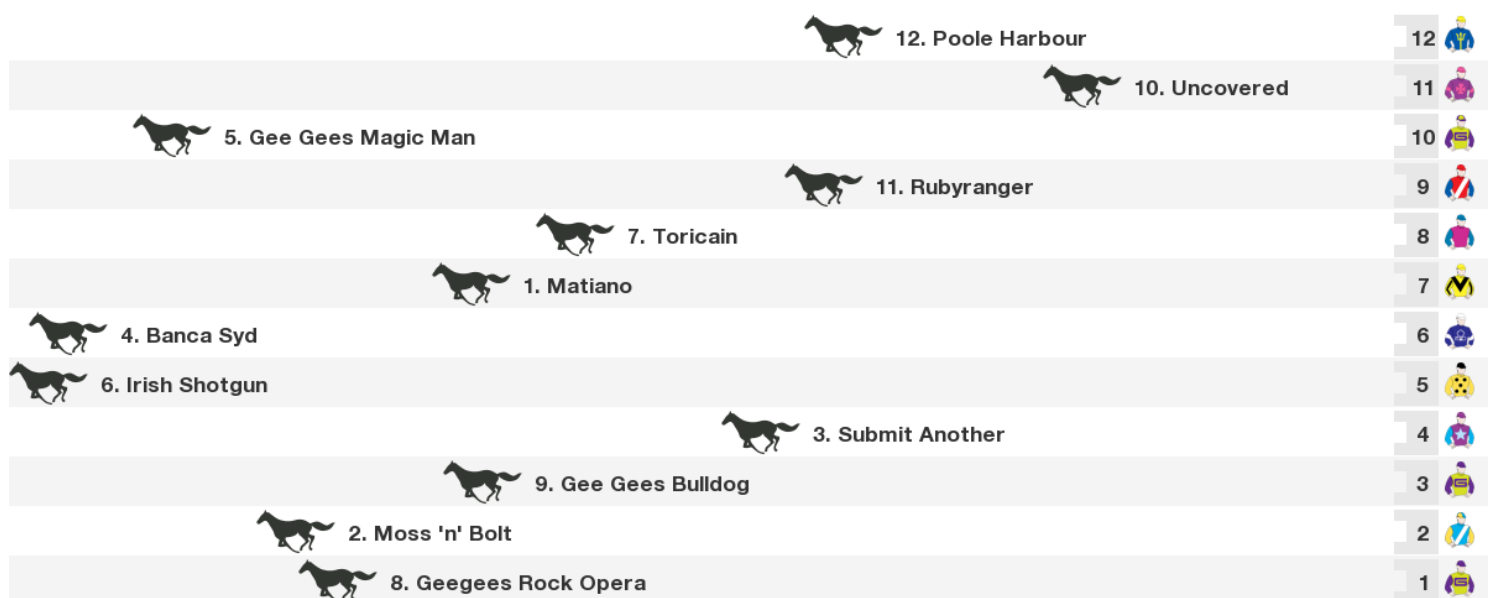 12. Poole Harbour 12
10. Uncovered 11
5. Gee Gees Magic Man 10
11. Rubyranger 9
7. Toricain 8
1. Matiano 7
4. Banca Syd 6
6. Irish Shotgun 5
3. Submit Another 4
9. Gee Gees Bulldog 3
2. Moss 'n' Bolt 2
8. Geegees Rock Opera 1